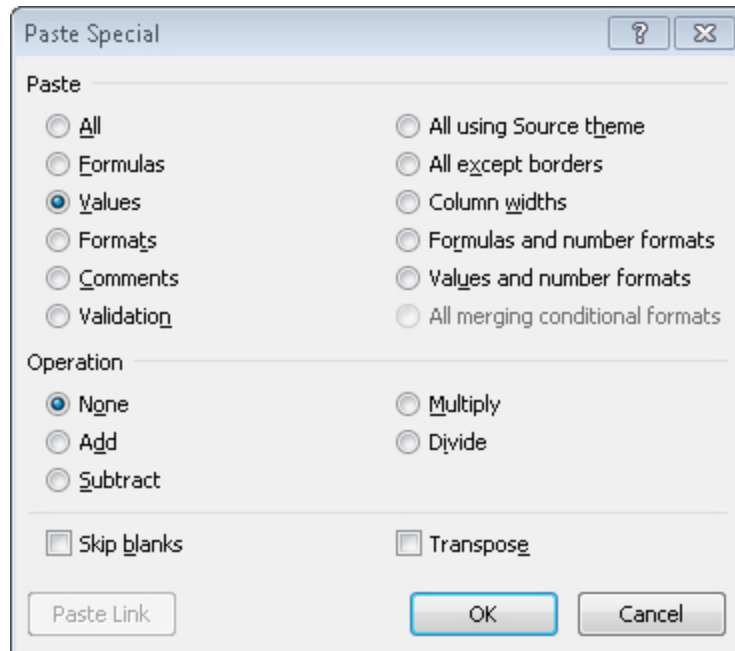 Paste Special
Paste
All
All using Source theme
Formulas
All except borders
Values
Column widths
Formats
Formulas and number formats
Comments
Values and number formats
Validation
All merging conditional formats
Operation
None
Multiply
Add
Divide
Subtract
Skip blanks
Transpose
Paste Link
OK
Cancel